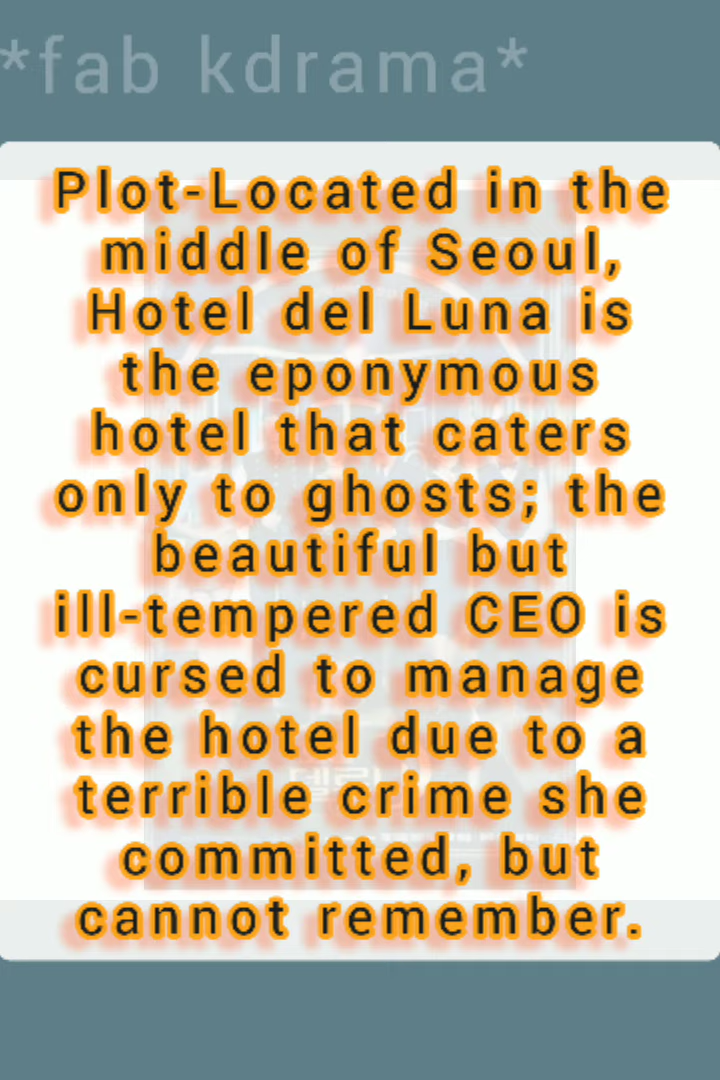 *fab kdrama*
Plot-Located in the
middle of Seoul,
Hotel del Luna is
the eponymous
hotel that caters
only to ghosts; the
beautiful but
ill-tempered CEO is
cursed to manage
the hotel due to a
terrible crime she
committed, but
cannot remember.